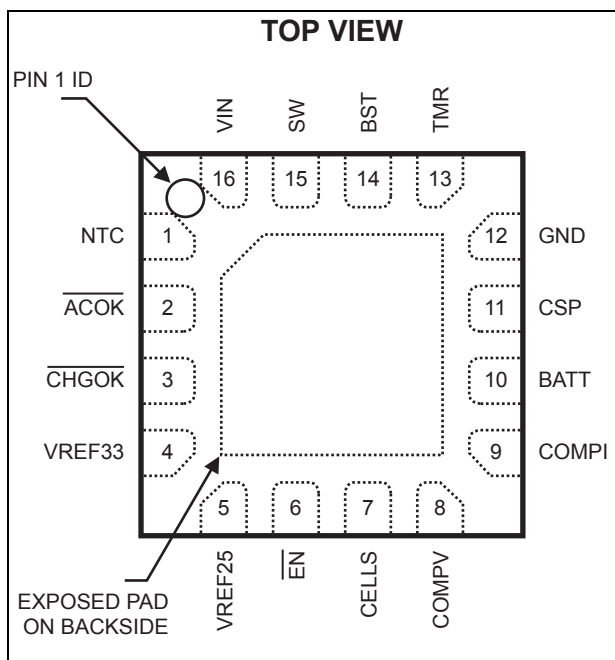 TOP VIEW
PIN 1 ID
VIN
SW
BST
TMR
16
15
14
13
NTC
1
12
GND
ACOK
2
11
CSP
CHGOK
3
10
BATT
VREF33
4
9
COMPI
5
6
7
8
VREF25
EN
CELLS
COMPV
EXPOSED PAD
ON BACKSIDE